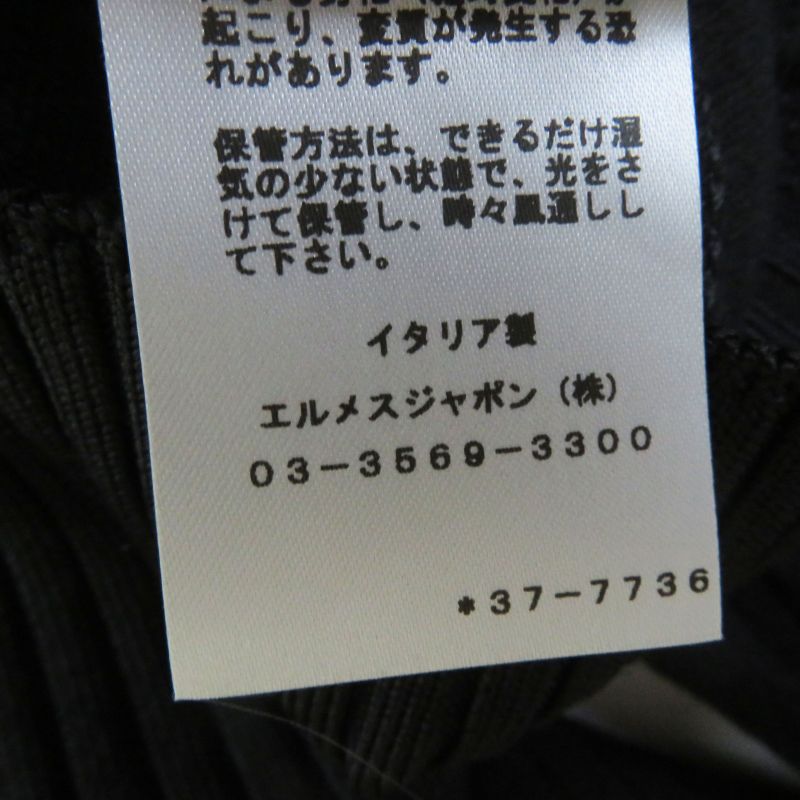 起こり、変質が発生する恐
れがあります。
保管方法は、できるだけ湿
気の少ない状態で、光をさ
けて保管し、時々風通しし
て下さい。
イタリア製
エルメスジャポン（株）
03-3569-3300
*37-7736